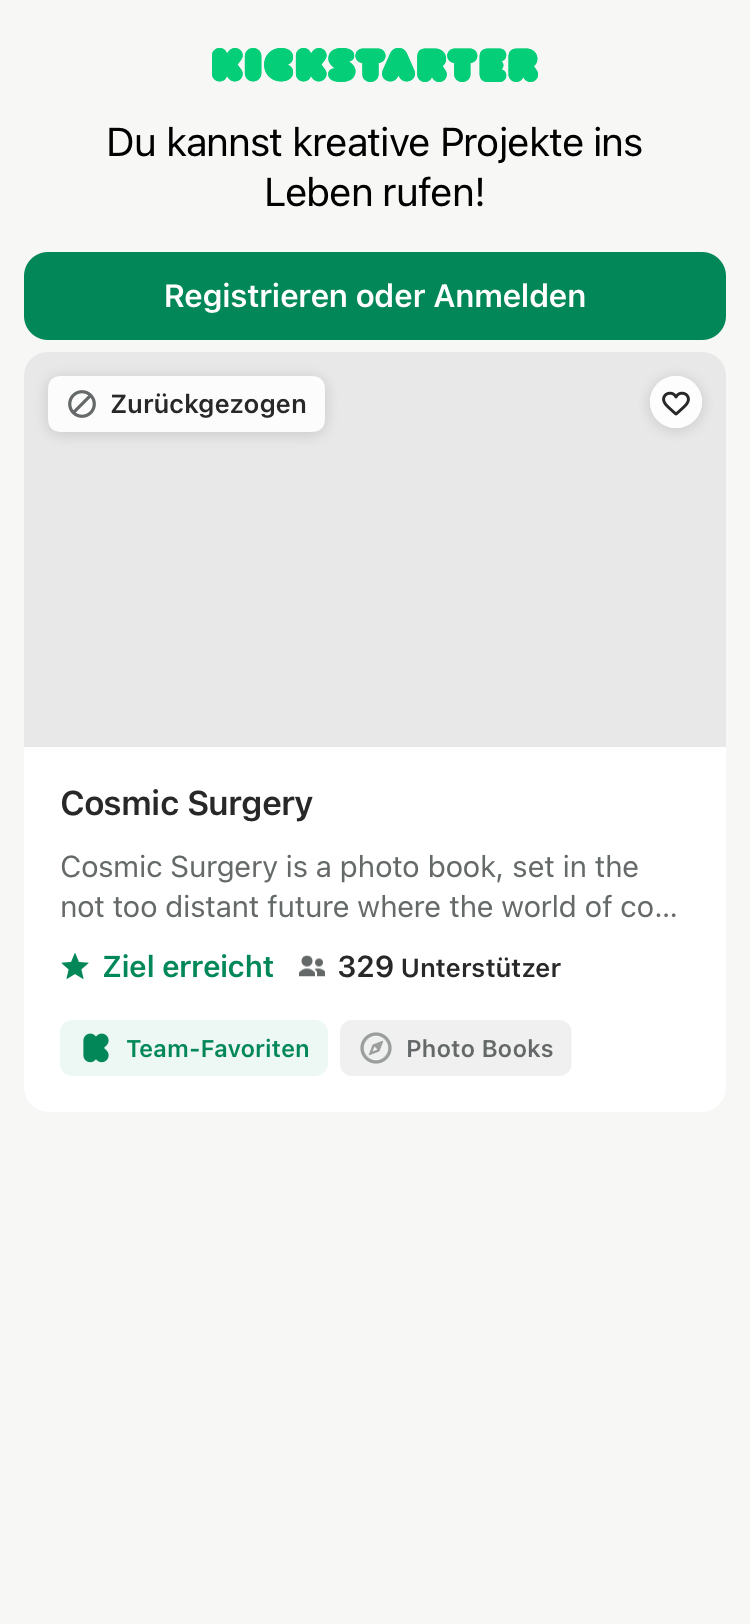 KICKSTARTER
Du kannst kreative Projekte ins
Leben rufen!
Registrieren oder Anmelden
Zurückgezogen
Cosmic Surgery
Cosmic Surgery is a photo book, set in the
not too distant future where the world of co...
Ziel erreicht 329 Unterstützer
Team-Favoriten Photo Books